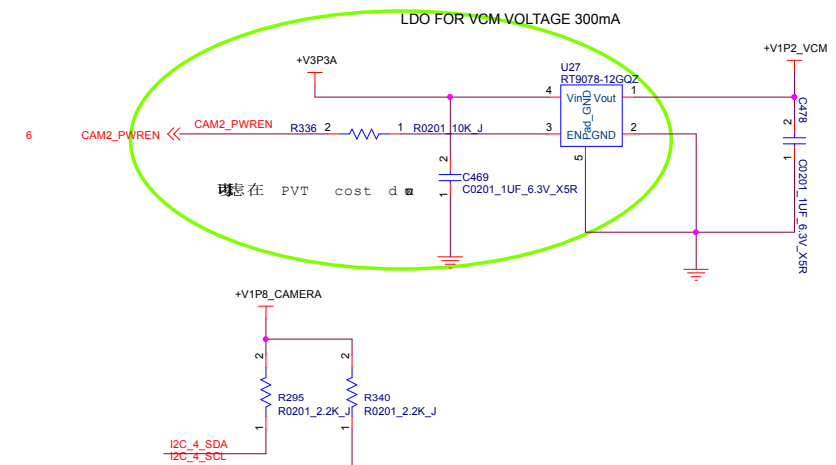 LDO FOR VCM VOLTAGE 300mA
+V3P3A
+V1P2_VCM
U27
RT9078-12GQZ
4
Vin
Vout
1
6
CAM2_PWREN
CAM2_PWREN
R336
2
1
R0201_10K_J
3
EN
GND
2
Pad_GND
5
C478
2
1
C0201_1UF_6.3V_X5R
2
1
C469
C0201_1UF_6.3V_X5R
虑在 PVT cost d
+V1P8_CAMERA
2
2
R295
R0201_2.2K_J
R340
R0201_2.2K_J
1
1
I2C_4_SDA
I2C_4_SCL